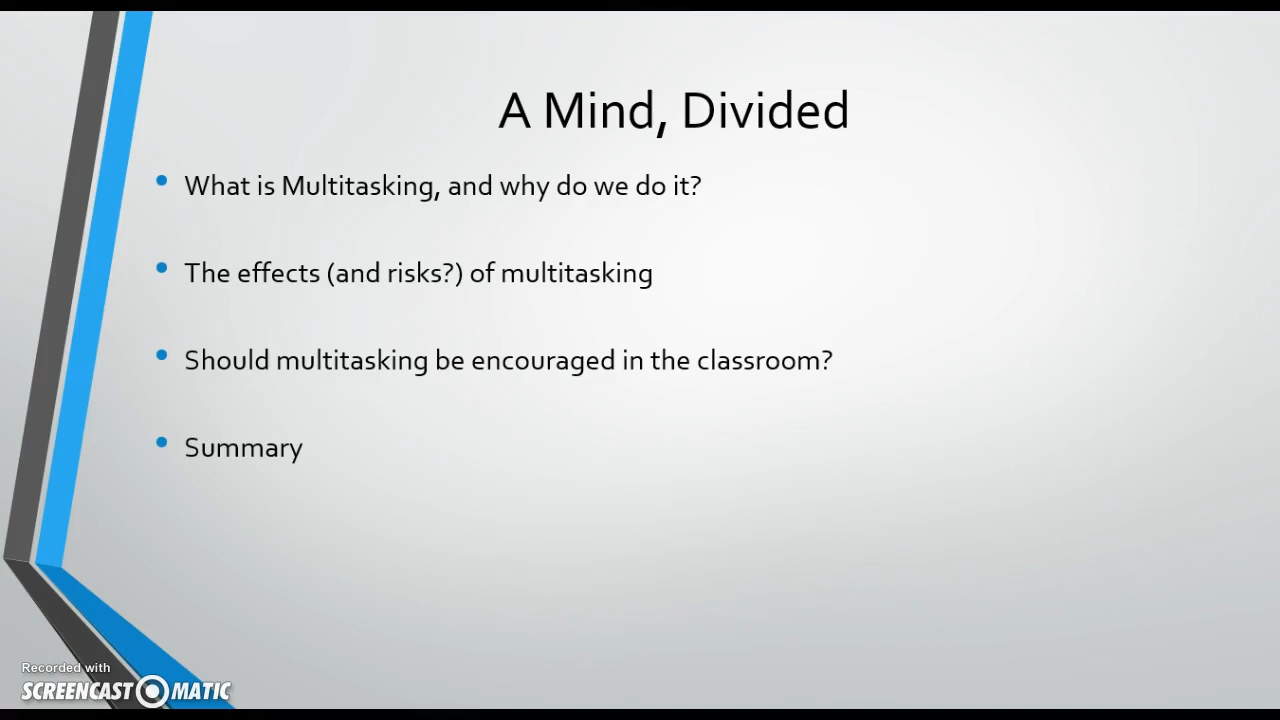 A Mind, Divided
• What is Multitasking, and why do we do it?
• The effects (and risks?) of multitasking
• Should multitasking be encouraged in the classroom?
• Summary
Recorded with
SCREENCAST O MATIC